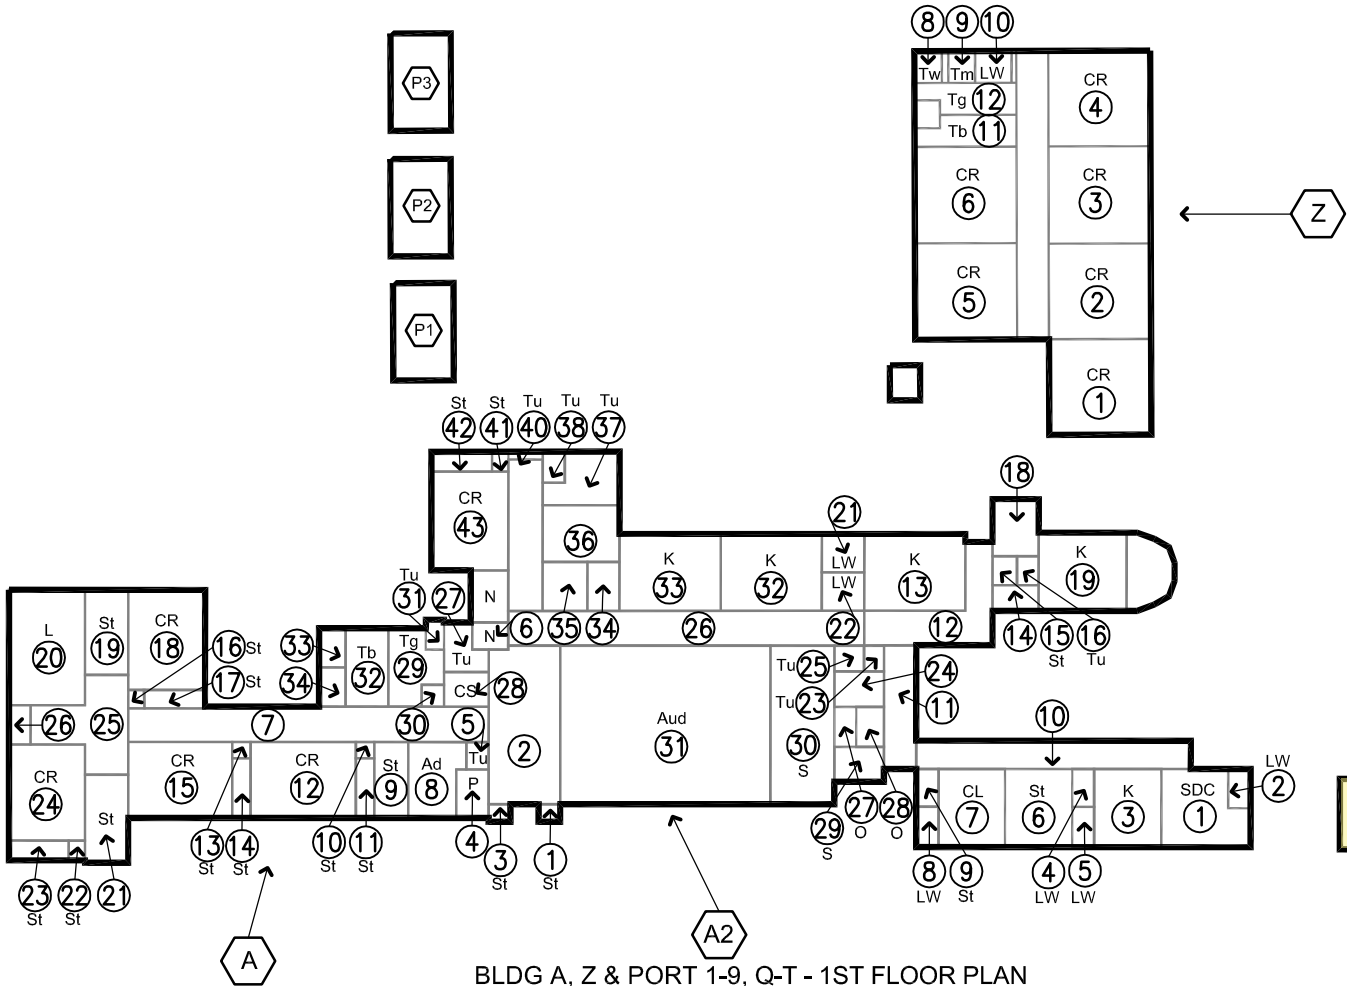 8 9 10
Tw Tm LW
Tg 12
Tb 11
CR 4
P3
CR 6
CR 3
P2
Z
CR 5
CR 2
P1
CR 1
St St Tu Tu Tu
42 41 40 38 37
18
CR 43
21
36
LW
K 33
K 32
K 13
K 19
LW
Tu 31
27
N
N
6
35
34
26
22
12
14
15 St
16 Tu
L 20
St 19
CR 18
16 St
17 St
33
34
Tb 32
Tg 29
Tu
30
CS
28
Tu 25
Tu 23
24
11
26
25
7
5
2
Aud 31
30 S
10
CR 24
CR 15
CR 12
St 9
Ad 8
Tu
P
St
LW 2
CL 7
St 6
K 3
SDC 1
13 St
14 St
10 St
11 St
4
3 St
1 St
29 S
27 O
28 O
8 LW
9 St
4 LW
5 LW
23 St
22 St
21
A
A2
BLDG A, Z & PORT 1-9, Q-T - 1ST FLOOR PLAN